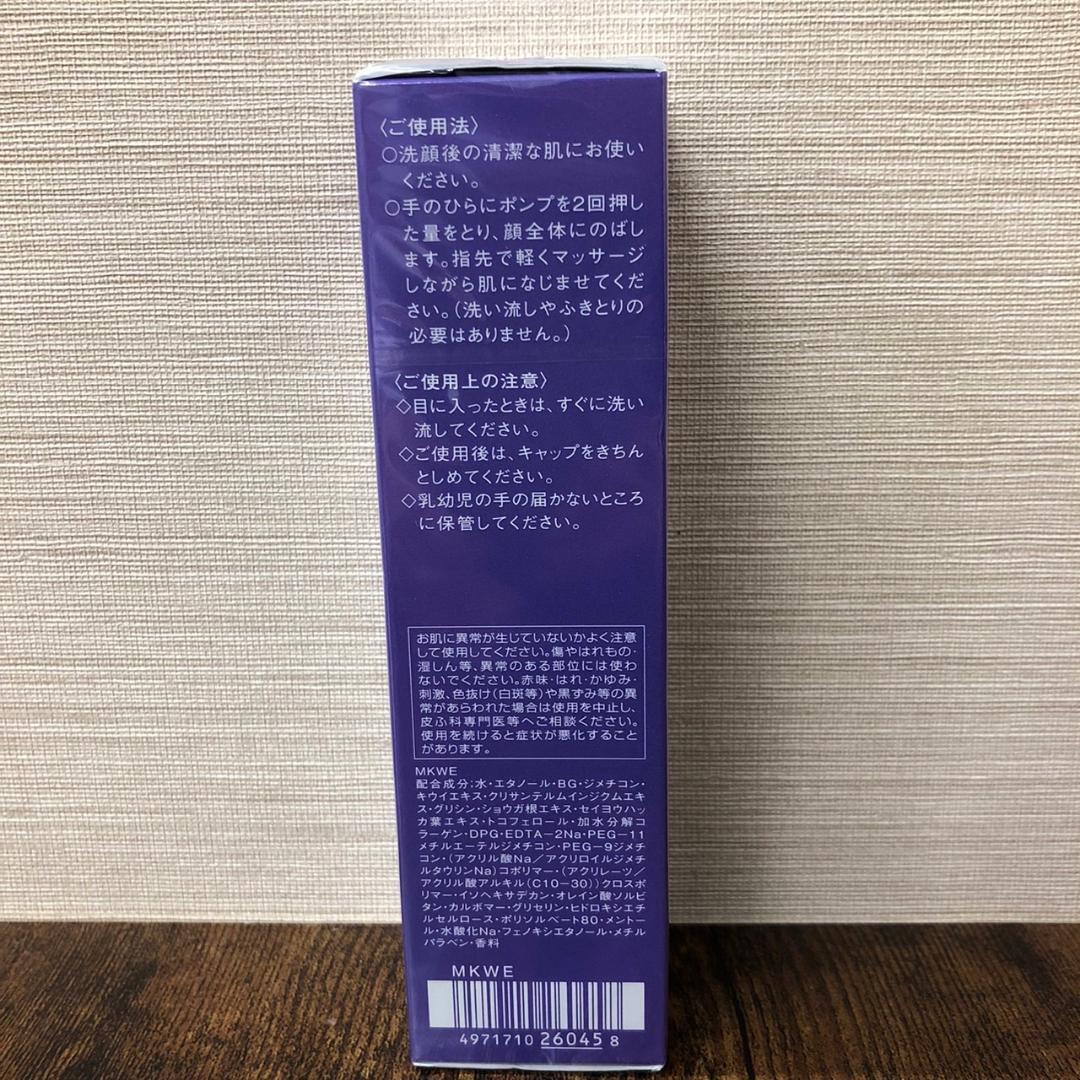 〈ご使用法〉
○洗顔後の清潔な肌にお使い
ください。
○手のひらにポンプを2回押し
た量をとり、顔全体にのばし
ます。指先で軽くマッサージ
しながら肌になじませてくだ
さい。(洗い流しやふきとりの
必要はありません。)
〈ご使用上の注意〉
◇目に入ったときは、すぐに洗い
流してください。
◇ご使用後は、キャップをきちん
としめてください。
◇乳幼児の手の届かないところ
に保管してください。
お肌に異常が生じていないかよく注意
して使用してください。傷やはれもの・
湿しん等、異常のある部位には使わ
ないでください。赤味・はれ・かゆみ・
刺激、色抜け(白斑等)や黒ずみ等の異
常があらわれた場合は使用を中止し、
皮ふ科専門医等へご相談ください。
使用を続けると症状が悪化すること
があります。
MKWE
配合成分:水・エタノール・BG・ジメチコン・
キウイエキス・クリサンテルムインジクムエキ
ス・グリシン・ショウガ根エキス・セイヨウハッ
カ葉エキス・トコフェロール・加水分解コ
ラーゲン・DPG・EDTA-2Na・PEG-11
メチルエーテルジメチコン・PEG-9ジメチ
コン・(アクリル酸Na/アクリロイルジメチ
ルタウリンNa)コポリマー・(アクリレーツ/
アクリル酸アルキル(C10-30))クロスポ
リマー・イソヘキサデカン・オレイン酸ソルビ
タン・カルボマー・グリセリン・ヒドロキシエチ
ルセルロース・ポリソルベート80・メントー
ル・水酸化Na・フェノキシエタノール・メチル
パラベン・香料
MKWE
4971710 26045 8